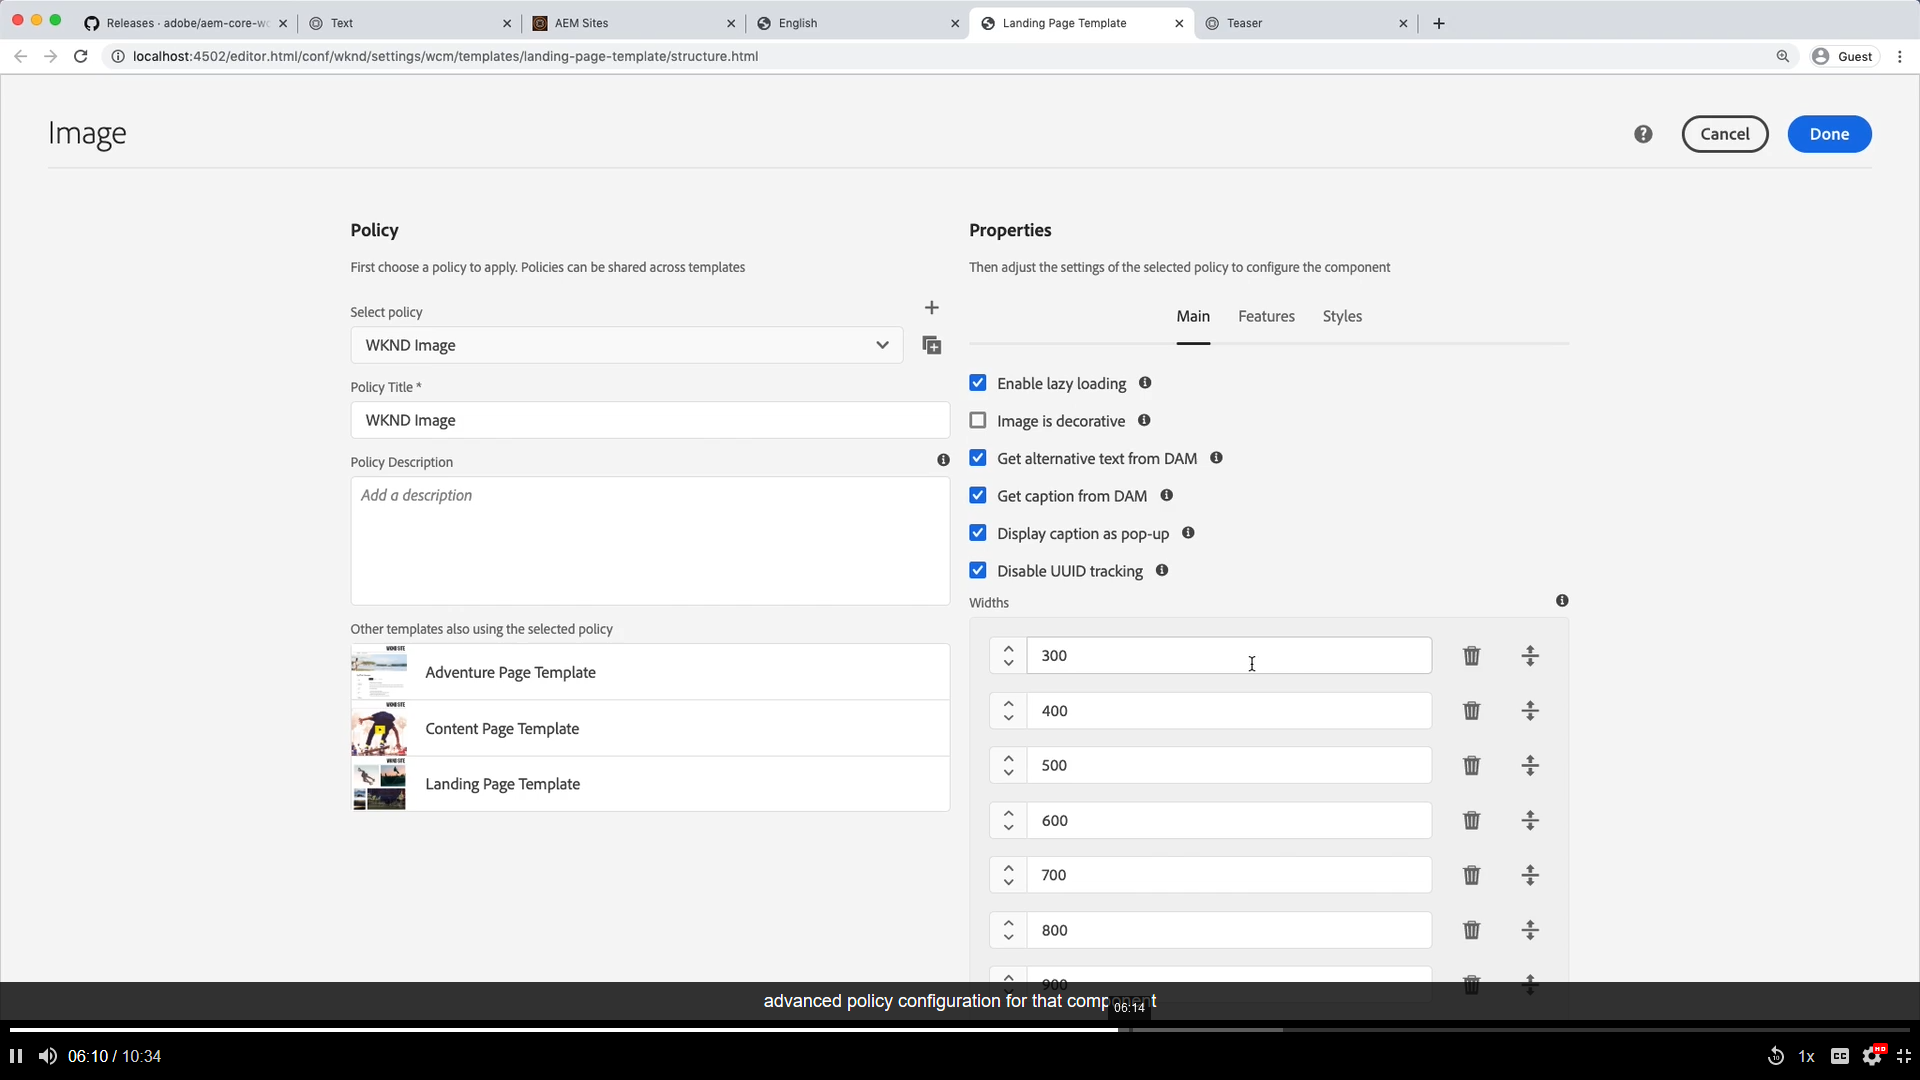 Releases · adobe/aem-core-wc
Text
AEM Sites
English
Landing Page Template
Teaser
localhost:4502/editor.html/conf/wknd/settings/wcm/templates/landing-page-template/structure.html
Guest
Image
Cancel
Done
Policy
First choose a policy to apply. Policies can be shared across templates
Select policy
WKND Image
Policy Title *
WKND Image
Policy Description
Add a description
Other templates also using the selected policy
Adventure Page Template
Content Page Template
Landing Page Template
Properties
Then adjust the settings of the selected policy to configure the component
Main
Features
Styles
Enable lazy loading
Image is decorative
Get alternative text from DAM
Get caption from DAM
Display caption as pop-up
Disable UUID tracking
Widths
300
400
500
600
700
800
900
advanced policy configuration for that component
06:14
06:10 / 10:34
10
1x
CC
HD